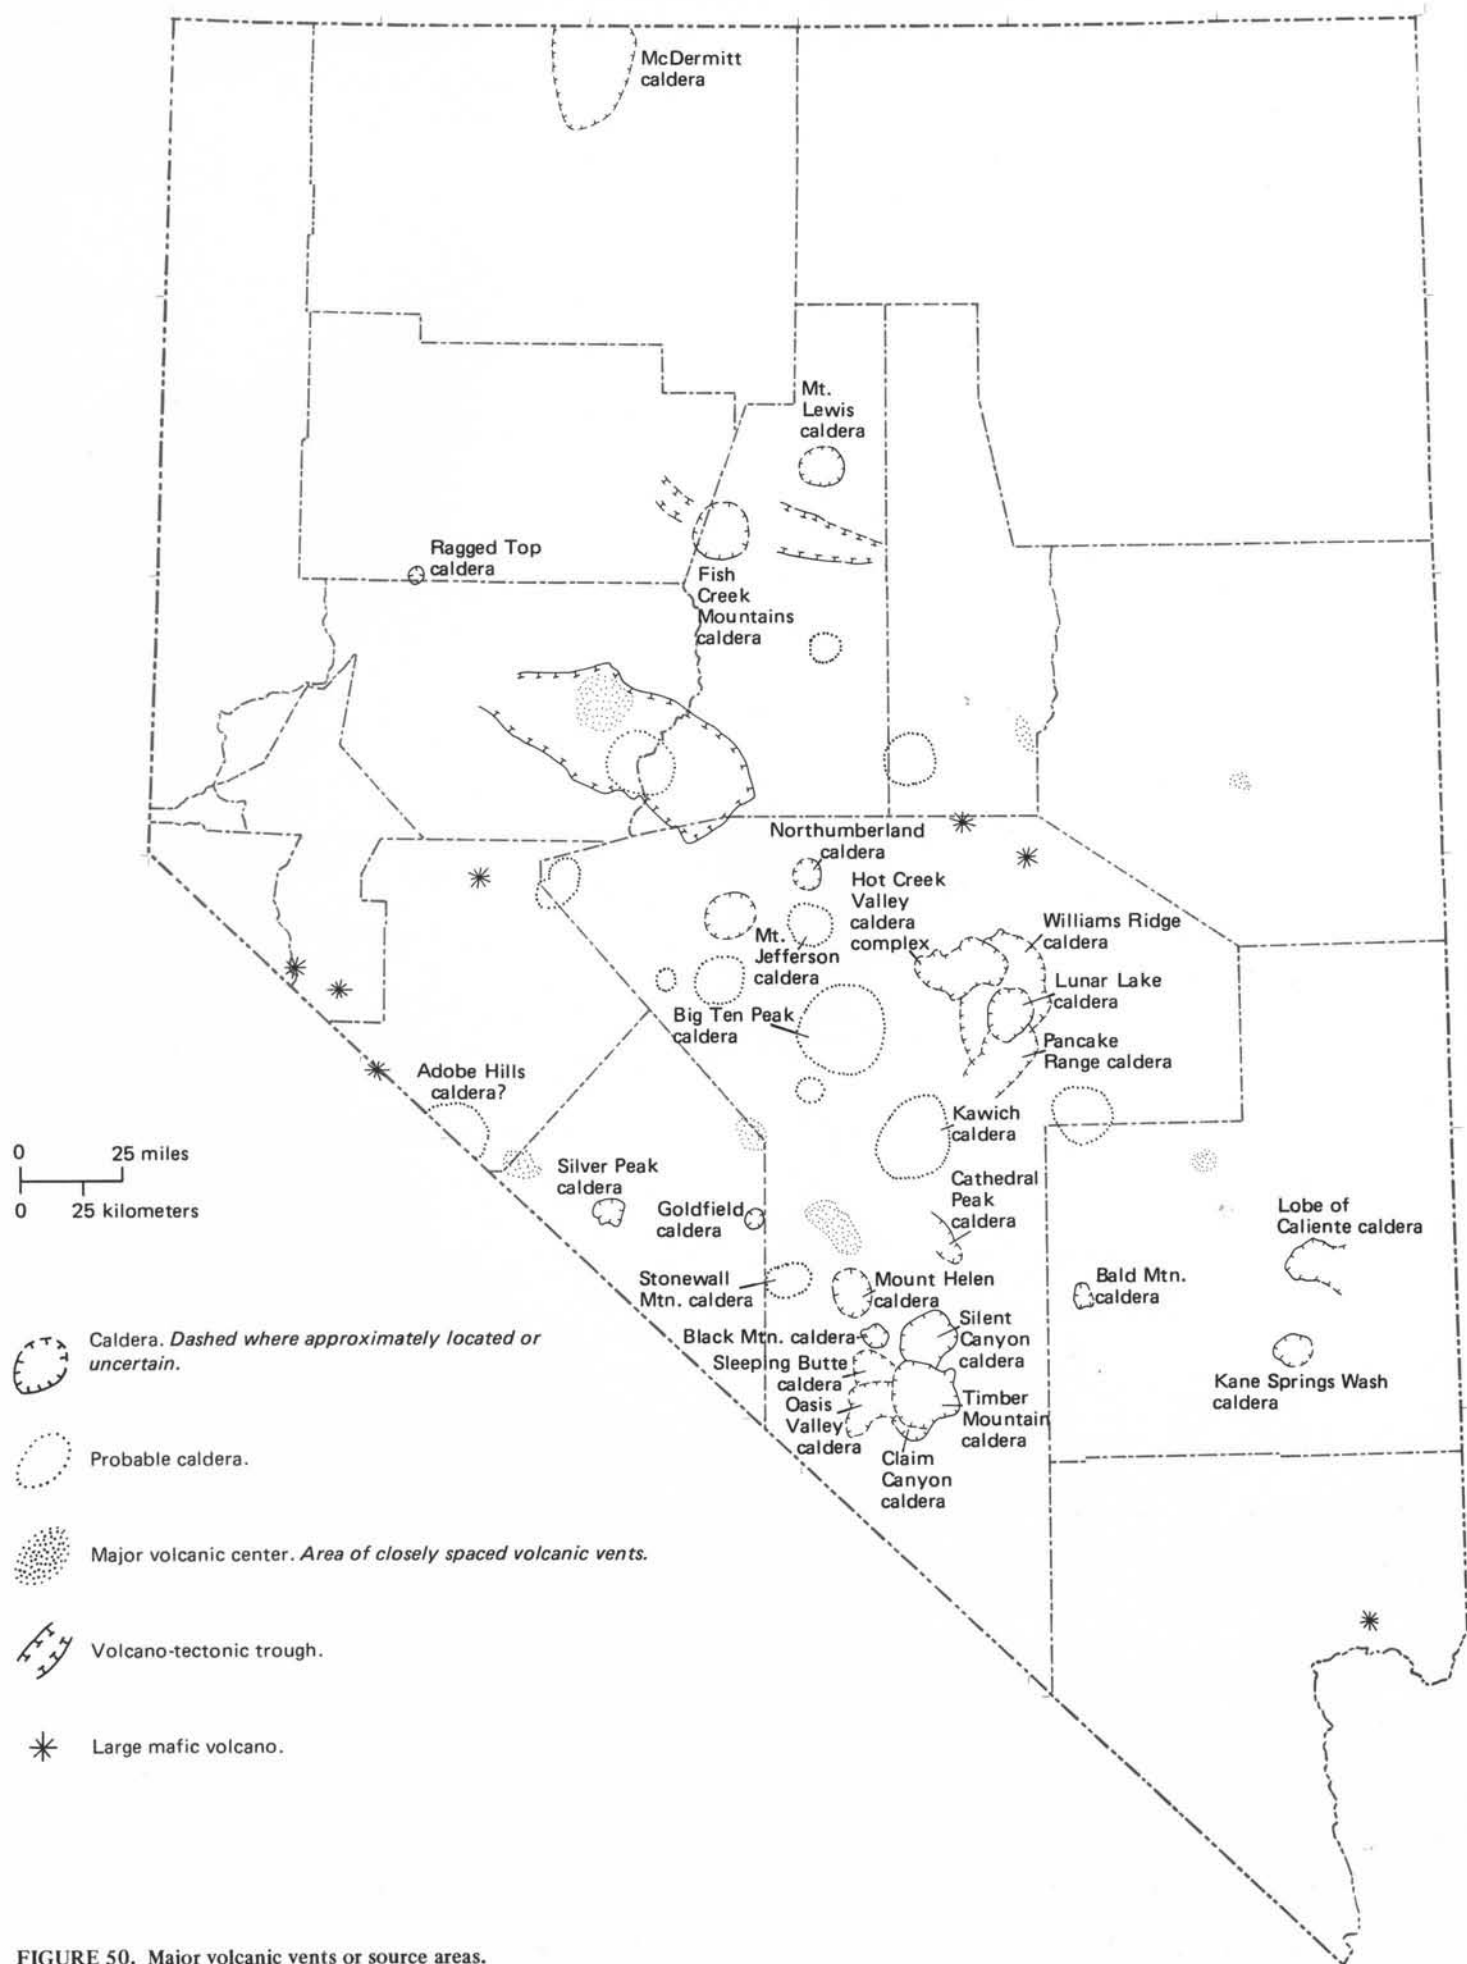 McDermitt
caldera
Mt.
Lewis
caldera
Ragged Top
caldera
Fish
Creek
Mountains
caldera
Northumberland
caldera
Hot Creek
Valley
caldera
complex
Williams Ridge
caldera
Mt.
Jefferson
caldera
Lunar Lake
caldera
Big Ten Peak
caldera
Pancake
Range caldera
Adobe Hills
caldera?
Kawich
caldera
0 25 miles
0 25 kilometers
Silver Peak
caldera
Cathedral
Peak
caldera
Goldfield
caldera
Lobe of
Caliente caldera
Stonewall
Mtn. caldera
Mount Helen
caldera
Bald Mtn.
caldera
Black Mtn. caldera
Silent
Canyon
caldera
Sleeping Butte
caldera
Kane Springs Wash
caldera
Oasis
Valley
caldera
Timber
Mountain
caldera
Claim
Canyon
caldera
Caldera. Dashed where approximately located or
uncertain.
Probable caldera.
Major volcanic center. Area of closely spaced volcanic vents.
Volcano-tectonic trough.
Large mafic volcano.
FIGURE 50. Major volcanic vents or source areas.